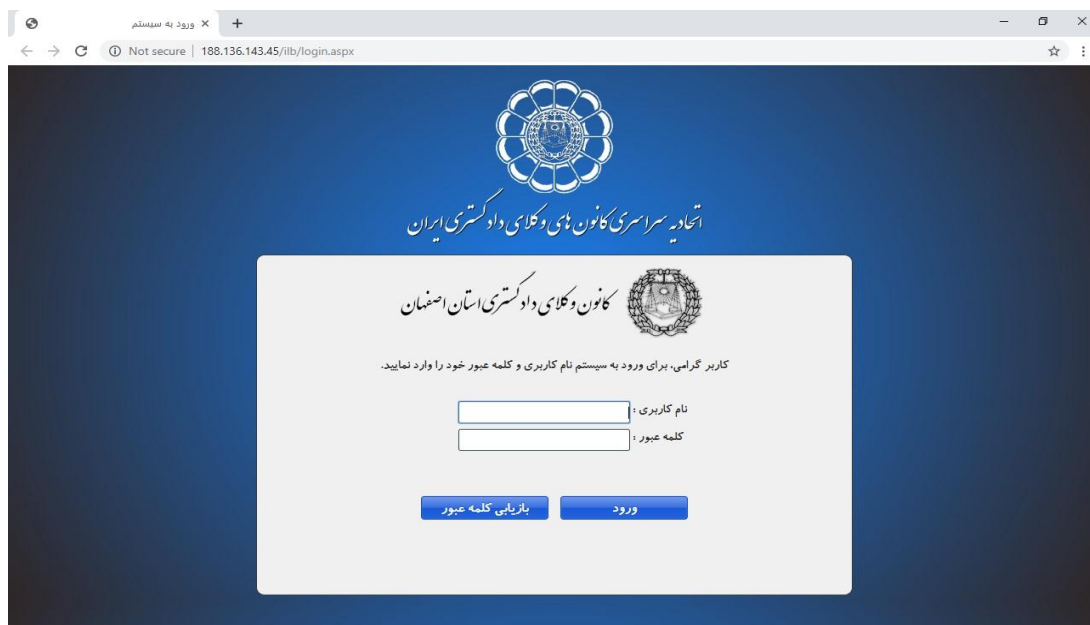 ورود به سیستم
Not secure | 188.136.143.45/ilb/login.aspx
اتحادیه سراسری کانون های وکلای دادگستری ایران
کانون وکلای دادگستری استان اصفهان
کاربر گرامی، برای ورود به سیستم نام کاربری و کلمه عبور خود را وارد نمایید.
نام کاربری :
کلمه عبور :
ورود
بازیابی کلمه عبور